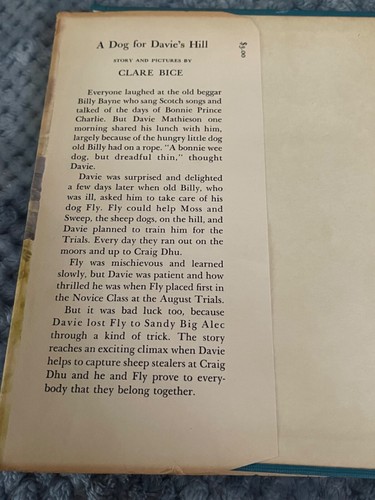 A Dog for Davie's Hill
$3.00
STORY AND PICTURES BY
CLARE BICE
Everyone laughed at the old beggar
Billy Bayne who sang Scotch songs and
talked of the days of Bonnie Prince
Charlie. But Davie Mathieson one
morning shared his lunch with him,
largely because of the hungry little dog
old Billy had on a rope. "A bonnie wee
dog, but dreadful thin," thought
Davie.
Davie was surprised and delighted
a few days later when old Billy, who
was ill, asked him to take care of his
dog Fly. Fly could help Moss and
Sweep, the sheep dogs, on the hill, and
Davie planned to train him for the
Trials. Every day they ran out on the
moors and up to Craig Dhu.
Fly was mischievous and learned
slowly, but Davie was patient and how
thrilled he was when Fly placed first in
the Novice Class at the August Trials.
But it was bad luck too, because
Davie lost Fly to Sandy Big Alec
through a kind of trick. The story
reaches an exciting climax when Davie
helps to capture sheep stealers at Craig
Dhu and he and Fly prove to every-
body that they belong together.